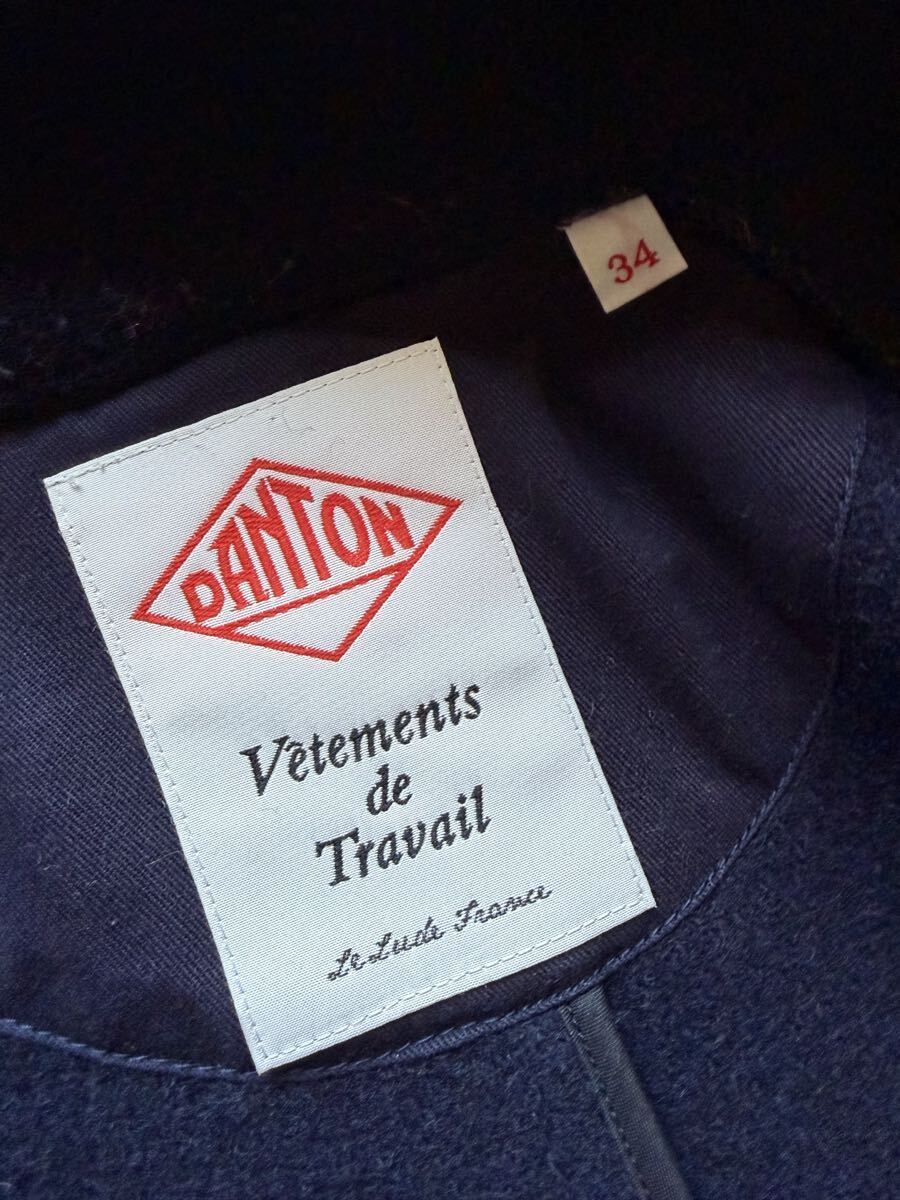 34
DANTON
Vêtements
de
Travail
Le Lude France